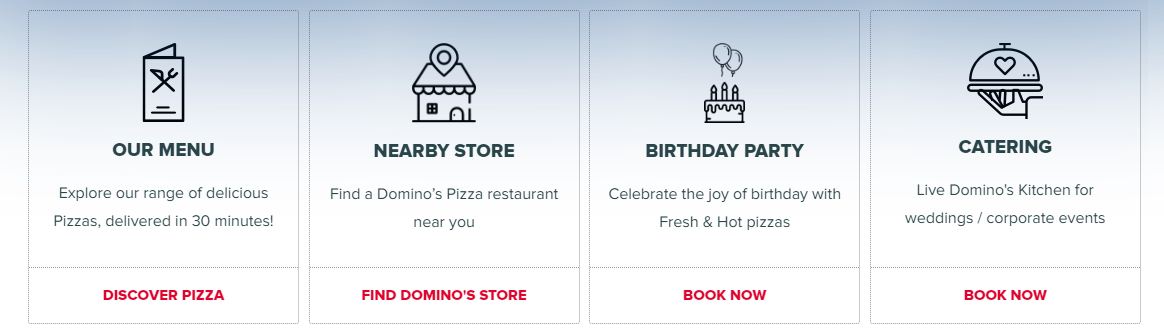 OUR MENU
Explore our range of delicious
Pizzas, delivered in 30 minutes!
DISCOVER PIZZA
NEARBY STORE
Find a Domino's Pizza restaurant
near you
FIND DOMINO'S STORE
BIRTHDAY PARTY
Celebrate the joy of birthday with
Fresh & Hot pizzas
BOOK NOW
CATERING
Live Domino's Kitchen for
weddings / corporate events
BOOK NOW